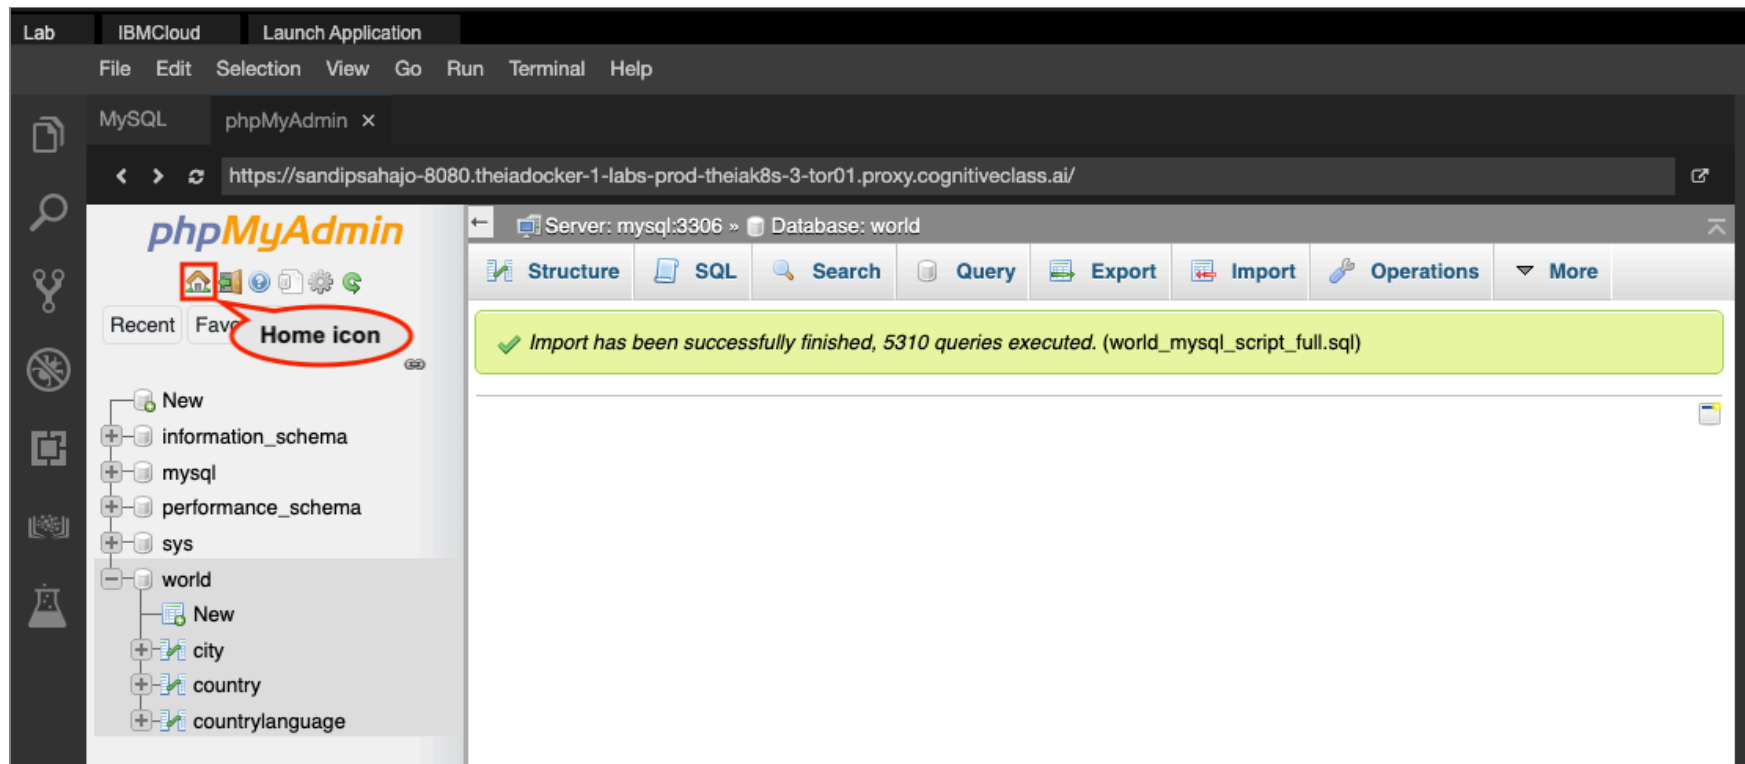 Lab IBMCloud Launch Application
File Edit Selection View Go Run Terminal Help
MySQL phpMyAdmin ×
https://sandipsahajo-8080.theiadocker-1-labs-prod-theiak8s-3-tor01.proxy.cognitiveclass.ai/
phpMyAdmin
Recent Favo
Home icon
New
information_schema
mysql
performance_schema
sys
world
New
city
country
countrylanguage
Server: mysql:3306 » Database: world
Structure SQL Search Query Export Import Operations More
Import has been successfully finished, 5310 queries executed. (world_mysql_script_full.sql)